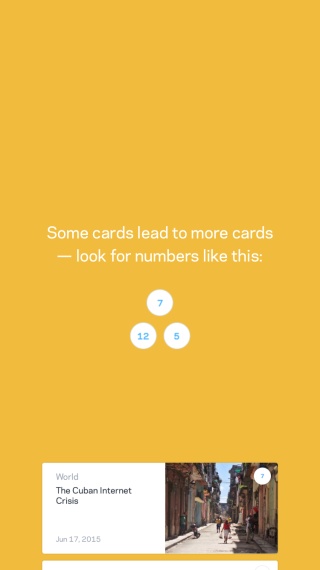 Some cards lead to more cards
— look for numbers like this:
7
12
5
World
7
The Cuban Internet
Crisis
Jun 17, 2015